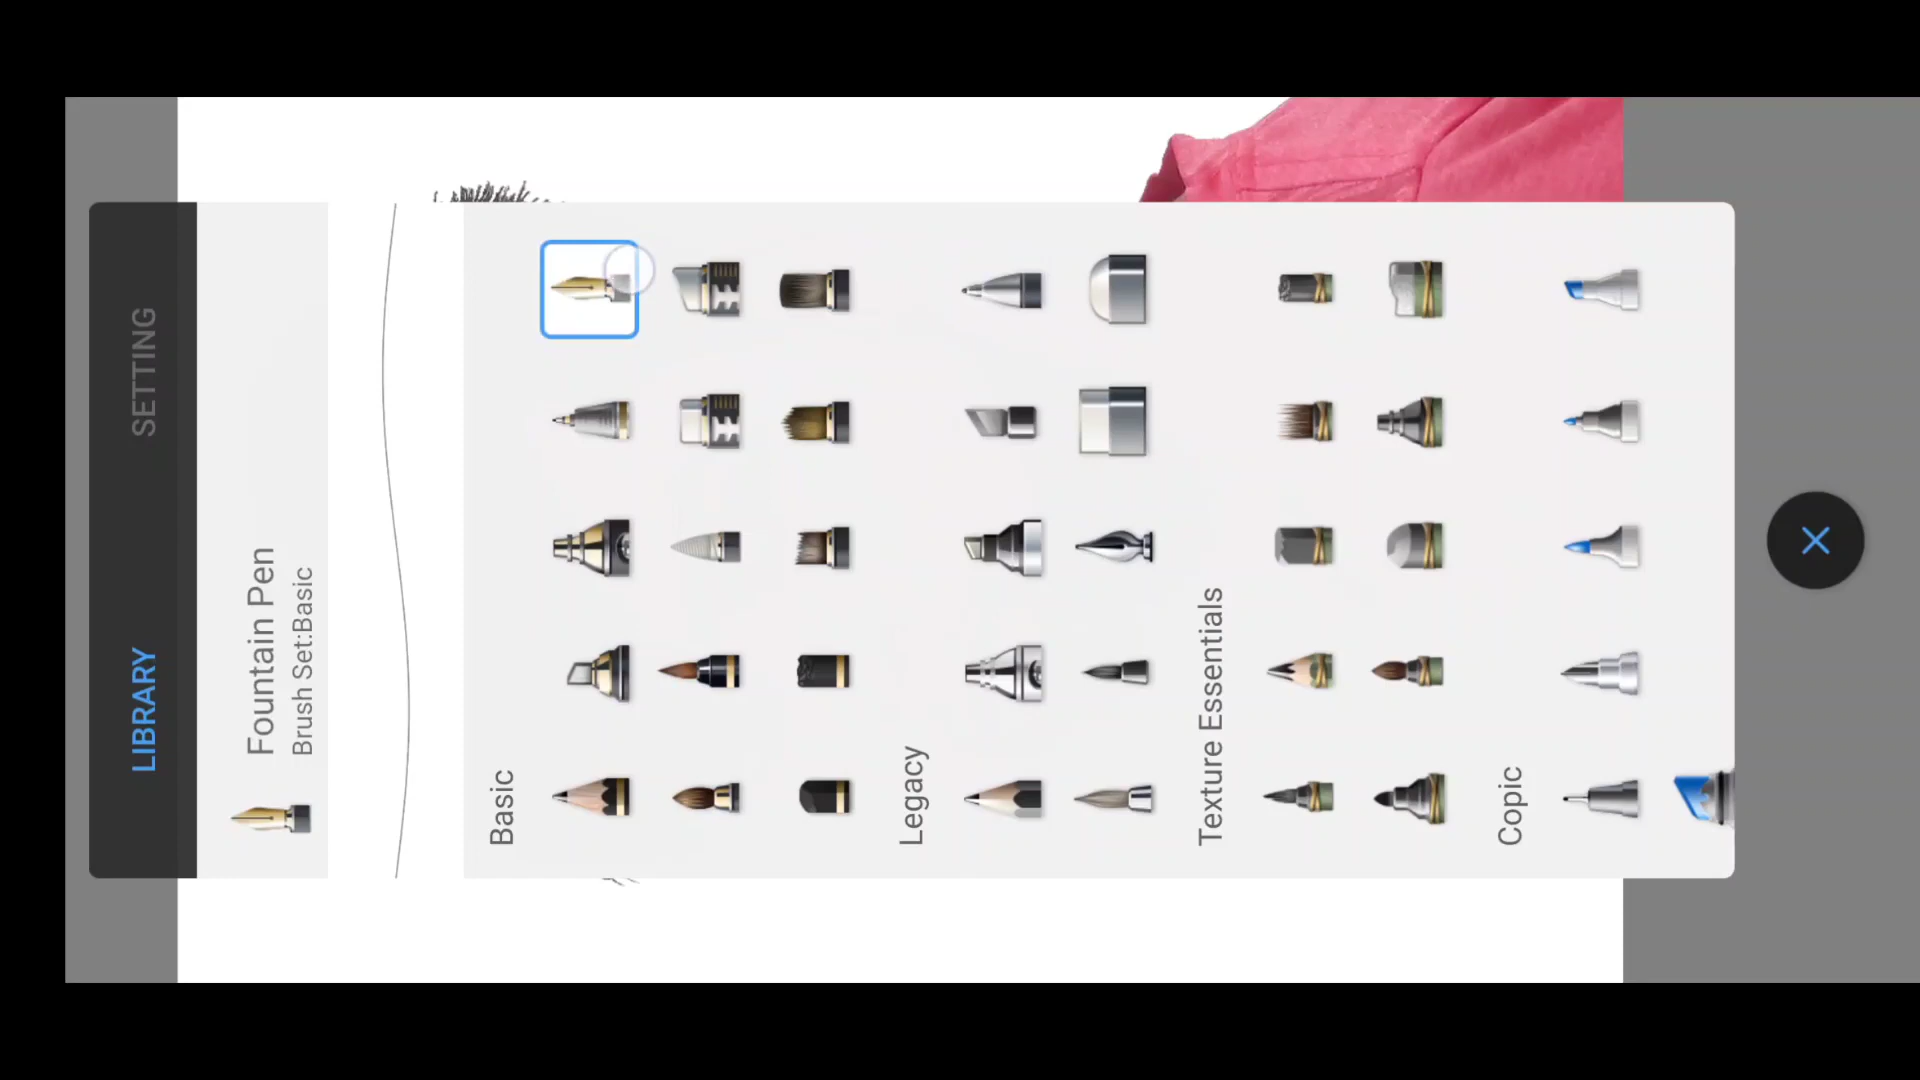 LIBRARY
SETTING
Fountain Pen
Brush Set:Basic
Basic
Legacy
Texture Essentials
Copic